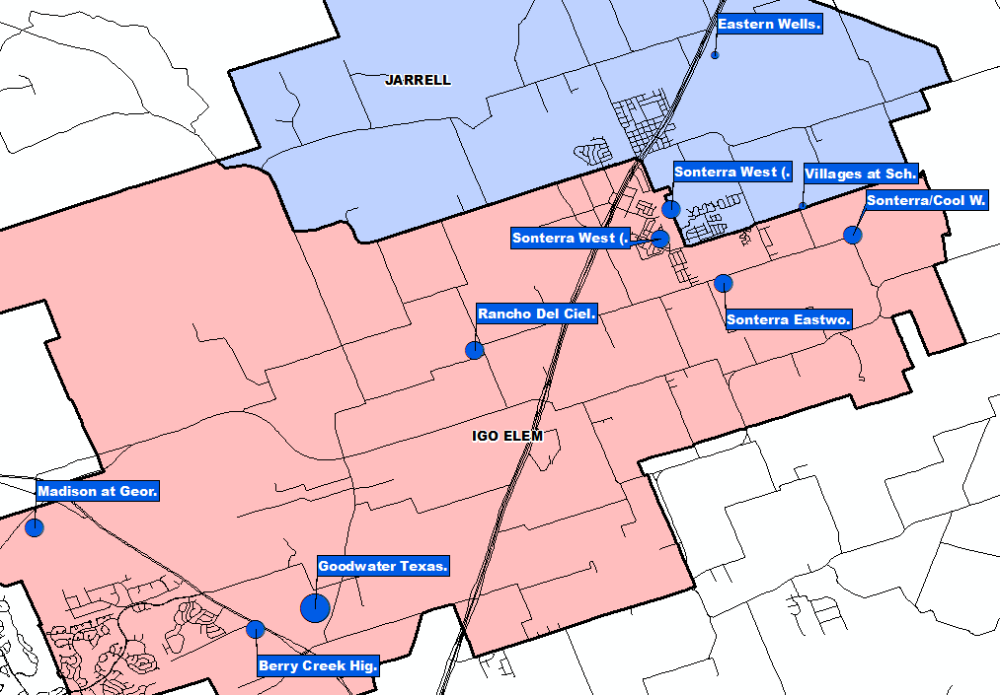 Eastern Wells.
JARRELL
Sonterra West (.
Villages at Sch.
Sonterra/Cool W.
Sonterra West (.
Rancho Del Ciel.
Sonterra Eastwo.
IGO ELEM
Madison at Geor.
Goodwater Texas.
Berry Creek Hig.